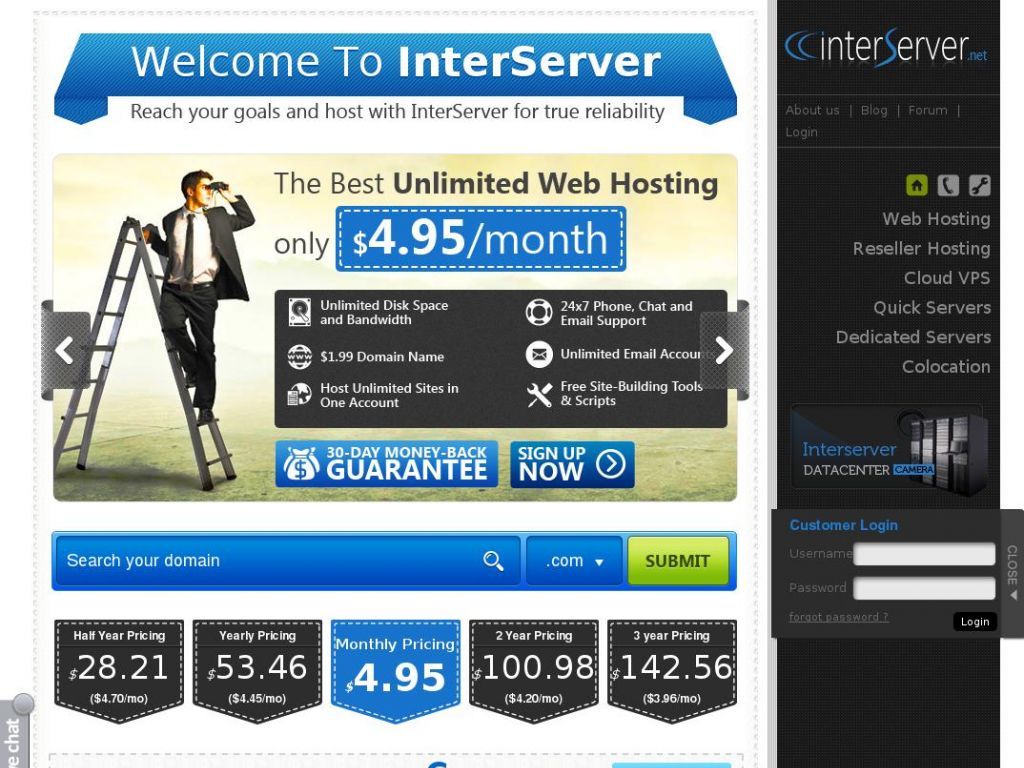 Welcome To InterServer
Reach your goals and host with InterServer for true reliability
The Best Unlimited Web Hosting
only $4.95/month
Unlimited Disk Space
and Bandwidth
$1.99 Domain Name
Host Unlimited Sites in
One Account
24x7 Phone, Chat and
Email Support
Unlimited Email Accoun
Free Site-Building Tools
& Scripts
30-DAY MONEY-BACK
GUARANTEE
SIGN UP
NOW
Search your domain
.com
SUBMIT
Half Year Pricing
$28.21
($4.70/mo)
Yearly Pricing
$53.46
($4.45/mo)
Monthly Pricing
$4.95
2 Year Pricing
$100.98
($4.20/mo)
3 year Pricing
$142.56
($3.96/mo)
ve chat
interServer.net
About us | Blog | Forum |
Login
Web Hosting
Reseller Hosting
Cloud VPS
Quick Servers
Dedicated Servers
Colocation
Interserver
DATACENTER CAMERA
Customer Login
Username
Password
forgot password ?
Login
CLOSE